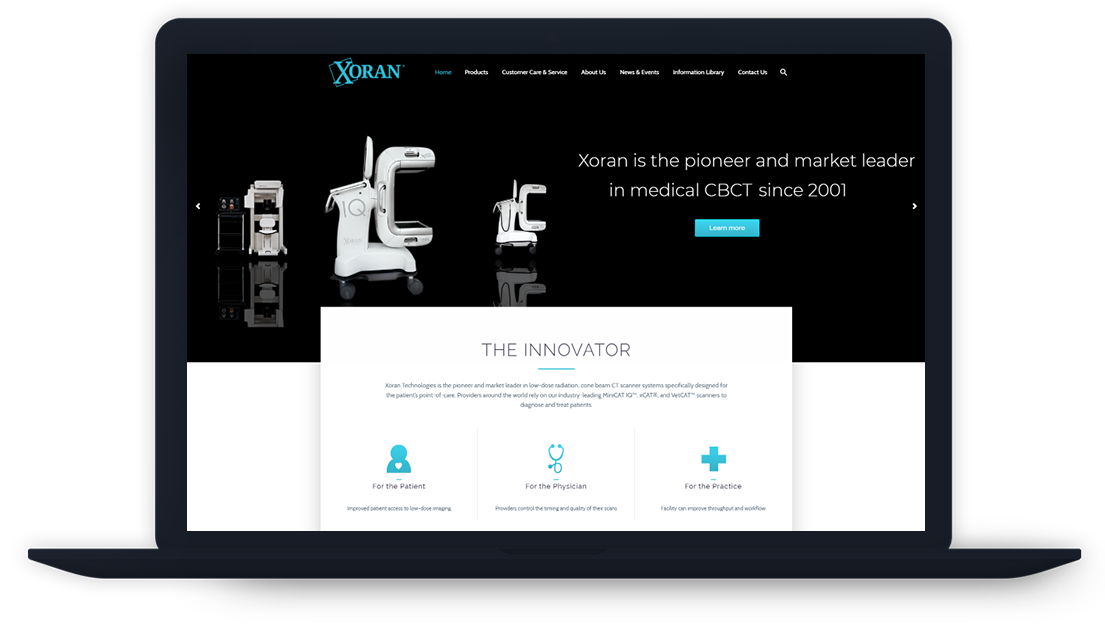 XORAN
Home Products Customer Care & Service About Us News & Events Information Library Contact Us
Xoran is the pioneer and market leader
in medical CBCT since 2001
Learn more
IQ
THE INNOVATOR
Xoran Technologies is the pioneer and market leader in low-dose radiation, cone beam CT scanner systems specifically designed for
the patient's point-of-care. Providers around the world rely on our industry-leading MiniCAT IQ™, xCAT®, and VetCAT™ scanners to
diagnose and treat patients.
For the Patient
For the Physician
For the Practice
Improved patient access to low-dose imaging
Providers control the timing and quality of their scans
Facility can improve throughput and workflow